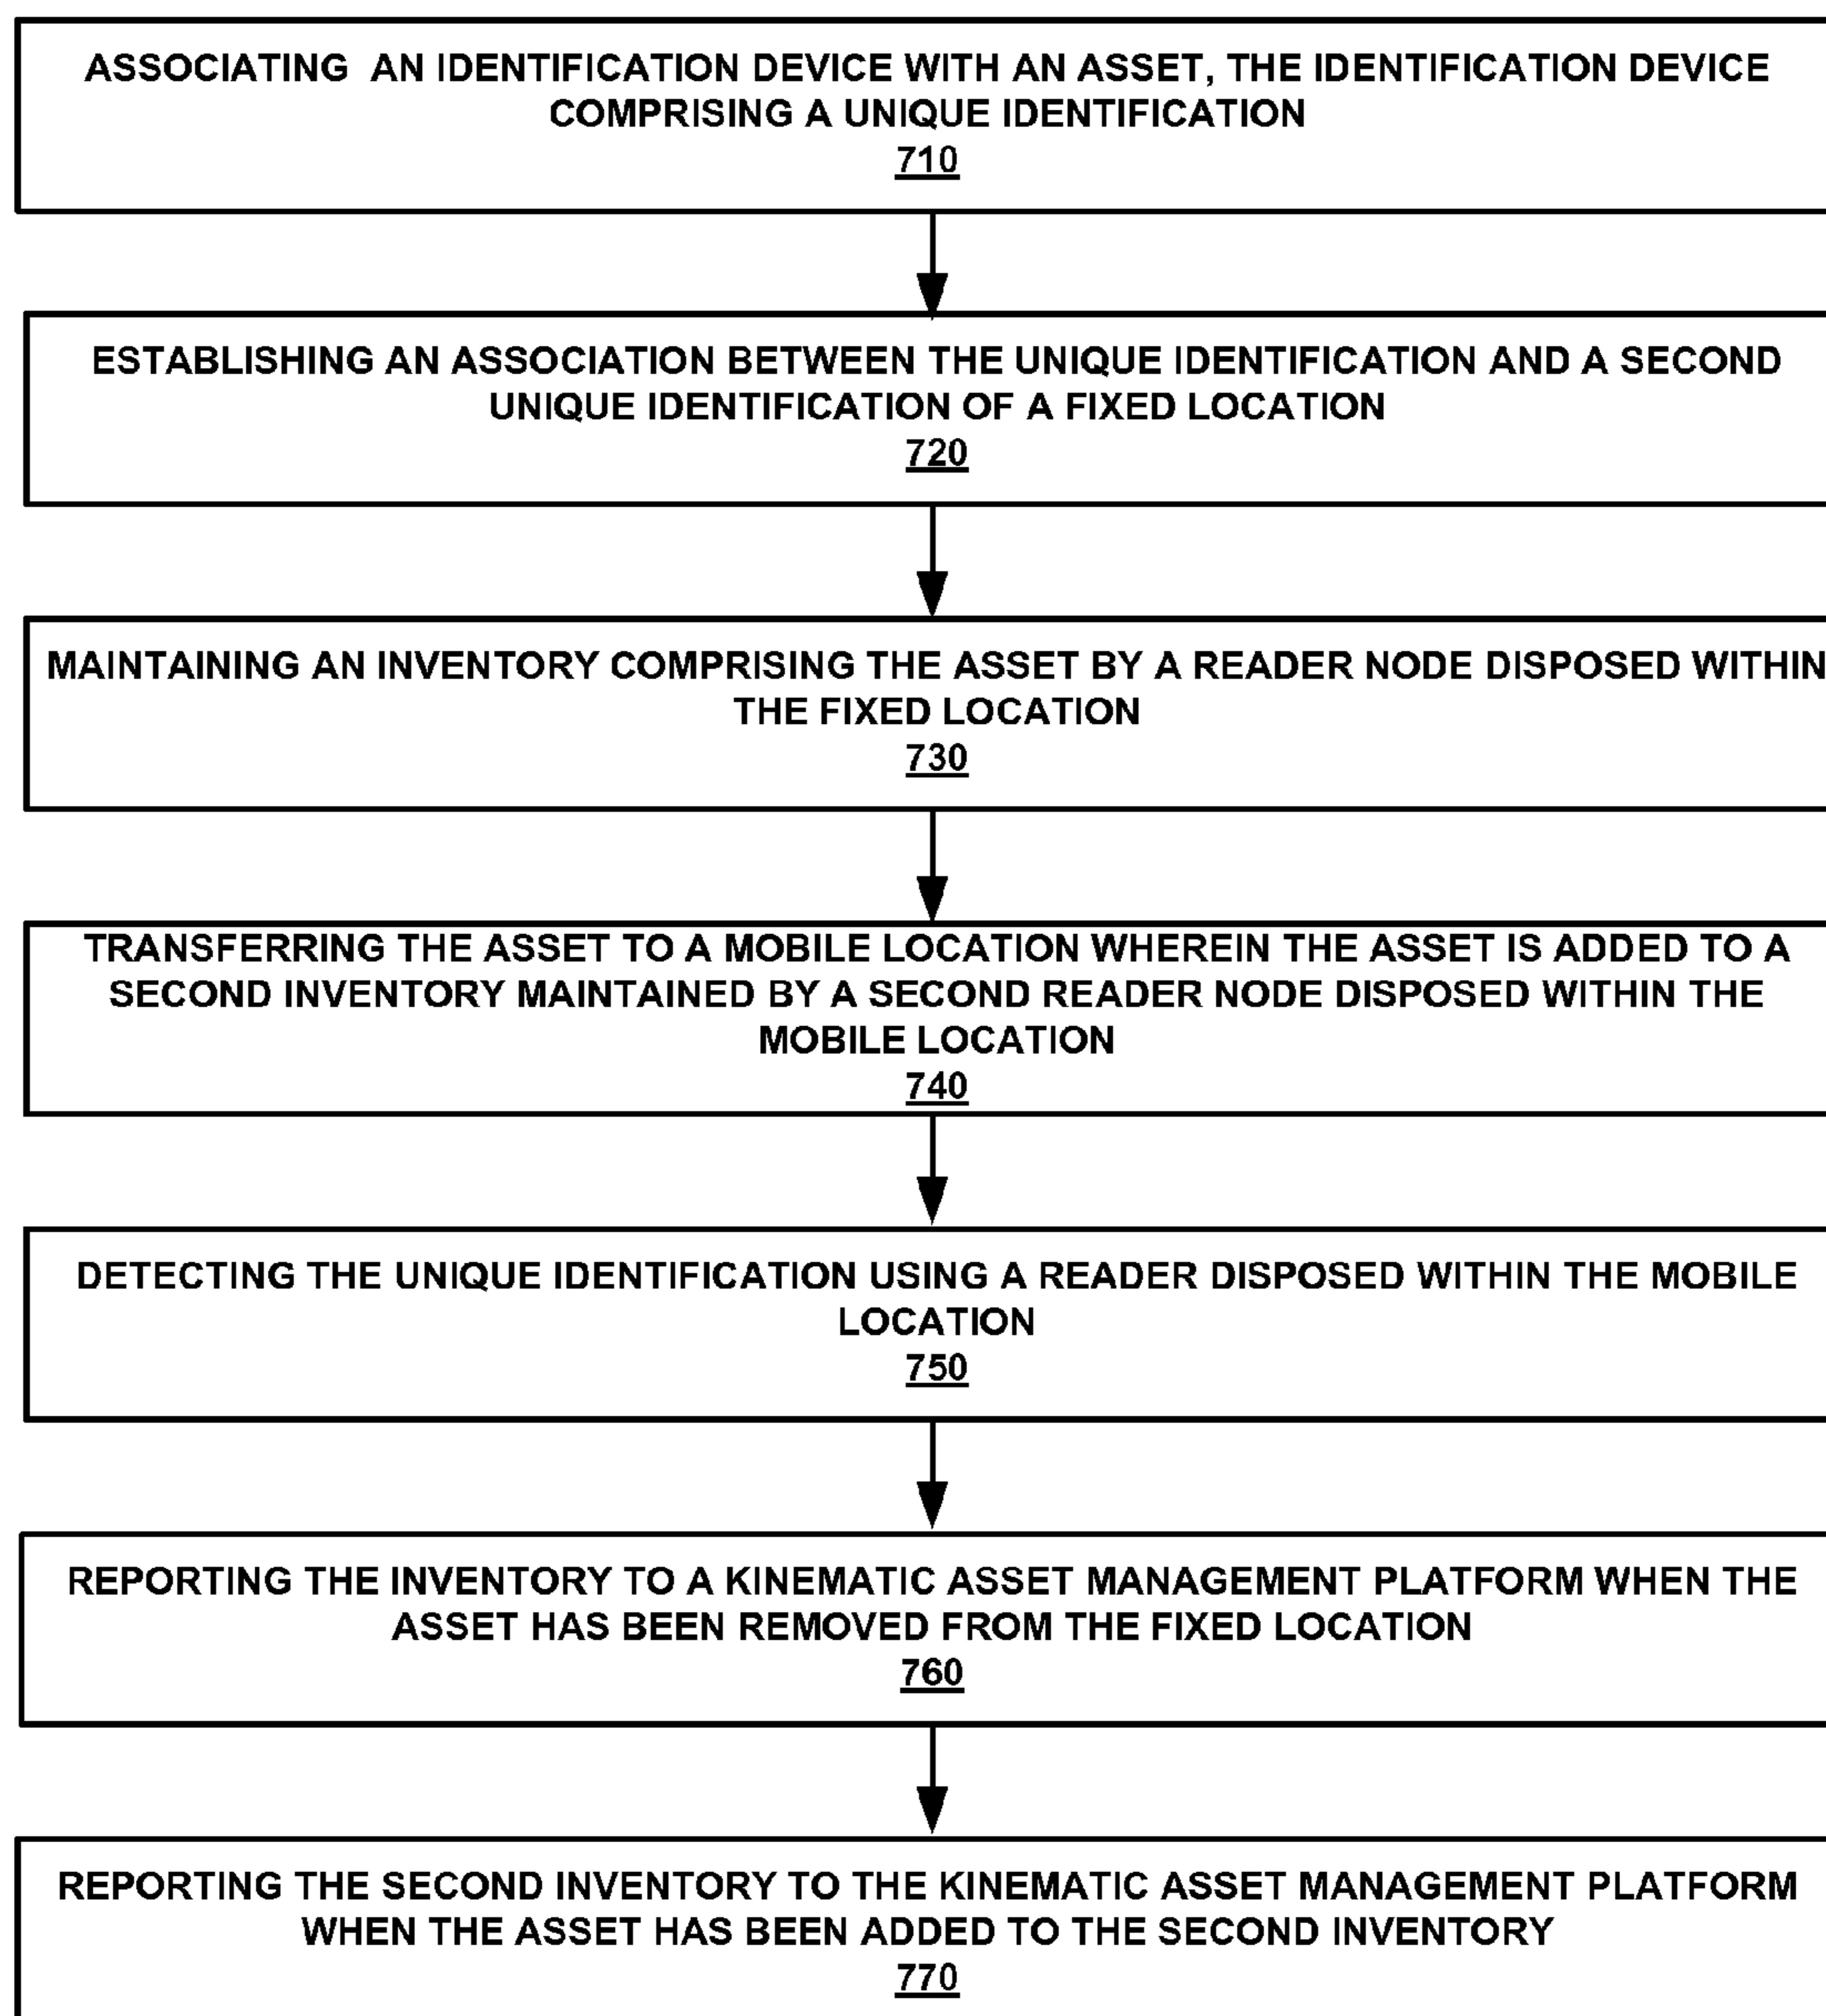 ASSOCIATING AN IDENTIFICATION DEVICE WITH AN ASSET, THE IDENTIFICATION DEVICE
COMPRISING A UNIQUE IDENTIFICATION
710
ESTABLISHING AN ASSOCIATION BETWEEN THE UNIQUE IDENTIFICATION AND A SECOND
UNIQUE IDENTIFICATION OF A FIXED LOCATION
720
MAINTAINING AN INVENTORY COMPRISING THE ASSET BY A READER NODE DISPOSED WITHIN
THE FIXED LOCATION
730
TRANSFERRING THE ASSET TO A MOBILE LOCATION WHEREIN THE ASSET IS ADDED TO A
SECOND INVENTORY MAINTAINED BY A SECOND READER NODE DISPOSED WITHIN THE
MOBILE LOCATION
740
DETECTING THE UNIQUE IDENTIFICATION USING A READER DISPOSED WITHIN THE MOBILE
LOCATION
750
REPORTING THE INVENTORY TO A KINEMATIC ASSET MANAGEMENT PLATFORM WHEN THE
ASSET HAS BEEN REMOVED FROM THE FIXED LOCATION
760
REPORTING THE SECOND INVENTORY TO THE KINEMATIC ASSET MANAGEMENT PLATFORM
WHEN THE ASSET HAS BEEN ADDED TO THE SECOND INVENTORY
770